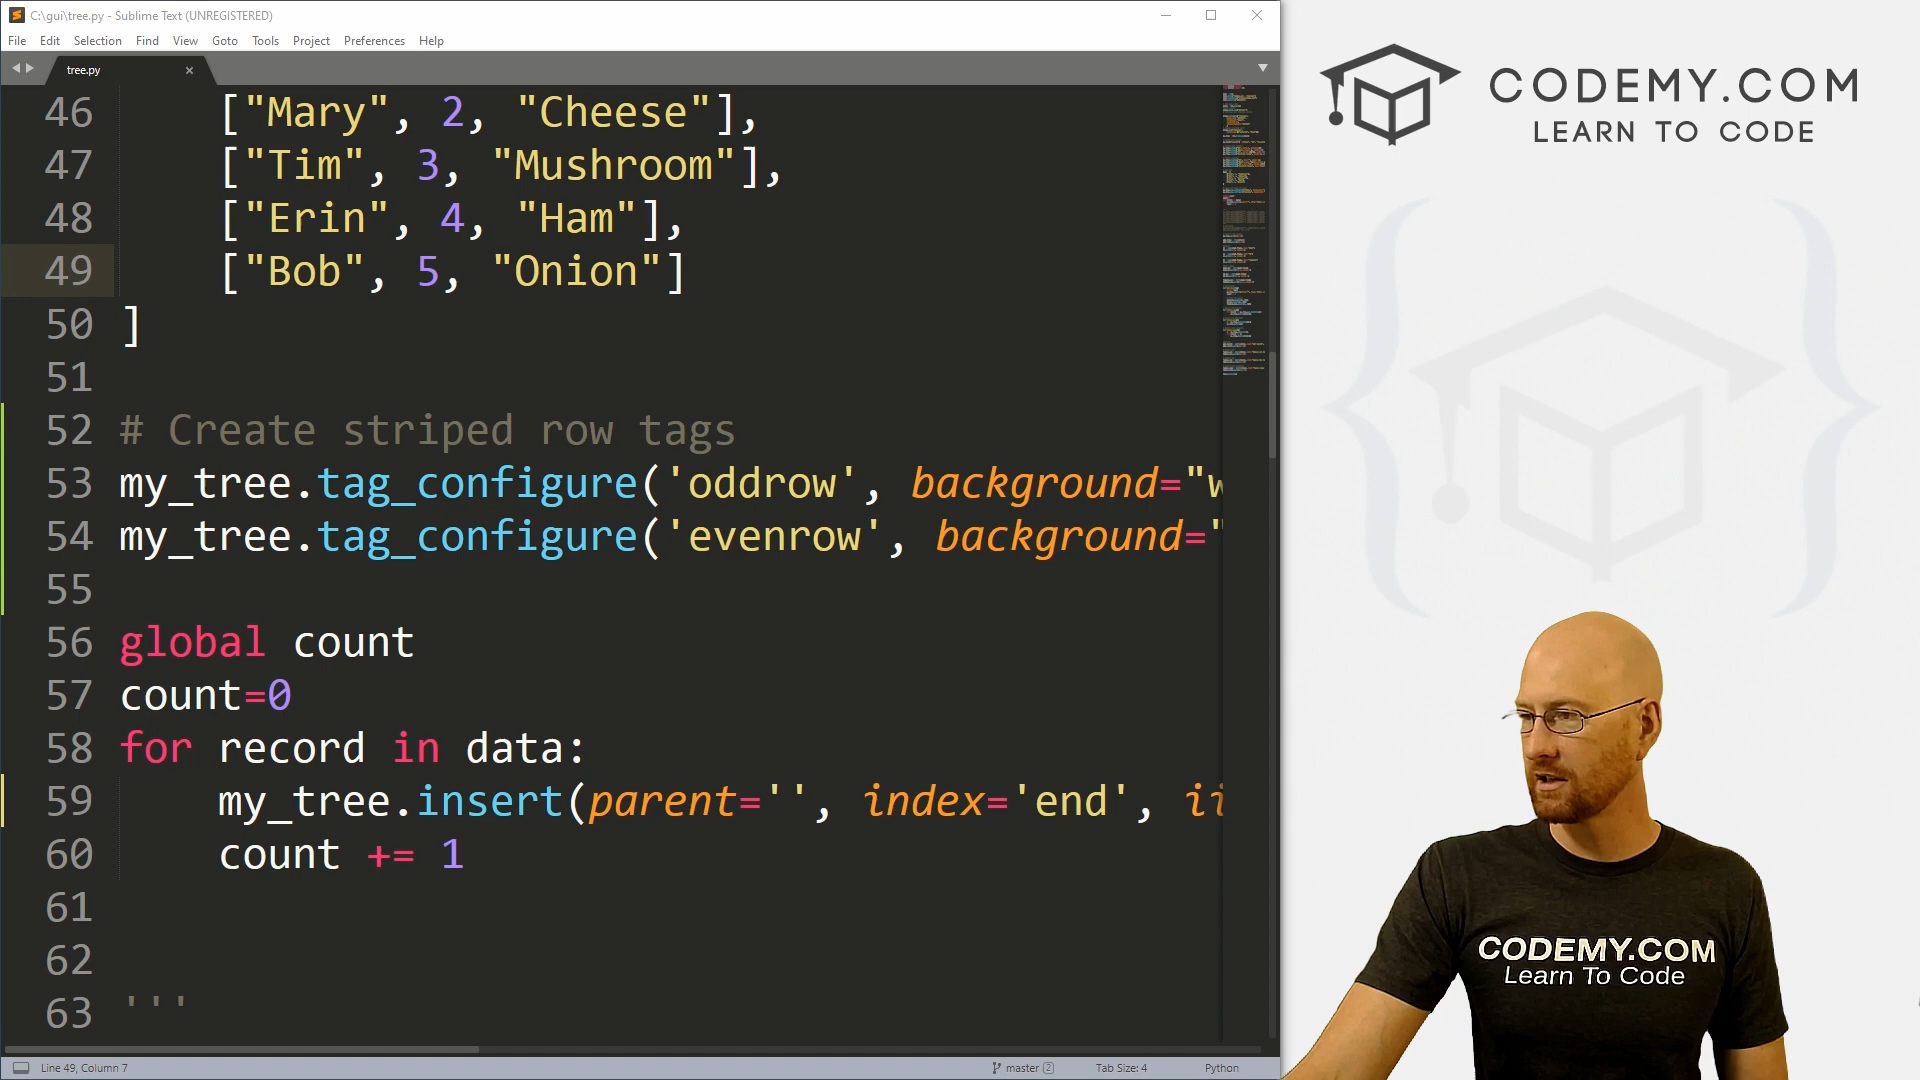 C:\gui\tree.py - Sublime Text (UNREGISTERED)
File Edit Selection Find View Goto Tools Project Preferences Help
tree.py
46 ["Mary", 2, "Cheese"],
47 ["Tim", 3, "Mushroom"],
48 ["Erin", 4, "Ham"],
49 ["Bob", 5, "Onion"]
50 ]
51
52 # Create striped row tags
53 my_tree.tag_configure('oddrow', background="w
54 my_tree.tag_configure('evenrow', background="
55
56 global count
57 count=0
58 for record in data:
59 my_tree.insert(parent='', index='end', ii
60 count += 1
61
62
63 '''
Line 49, Column 7
master 2
Tab Size: 4
Python
CODEMY.COM
LEARN TO CODE
CODEMY.COM
Learn To Code